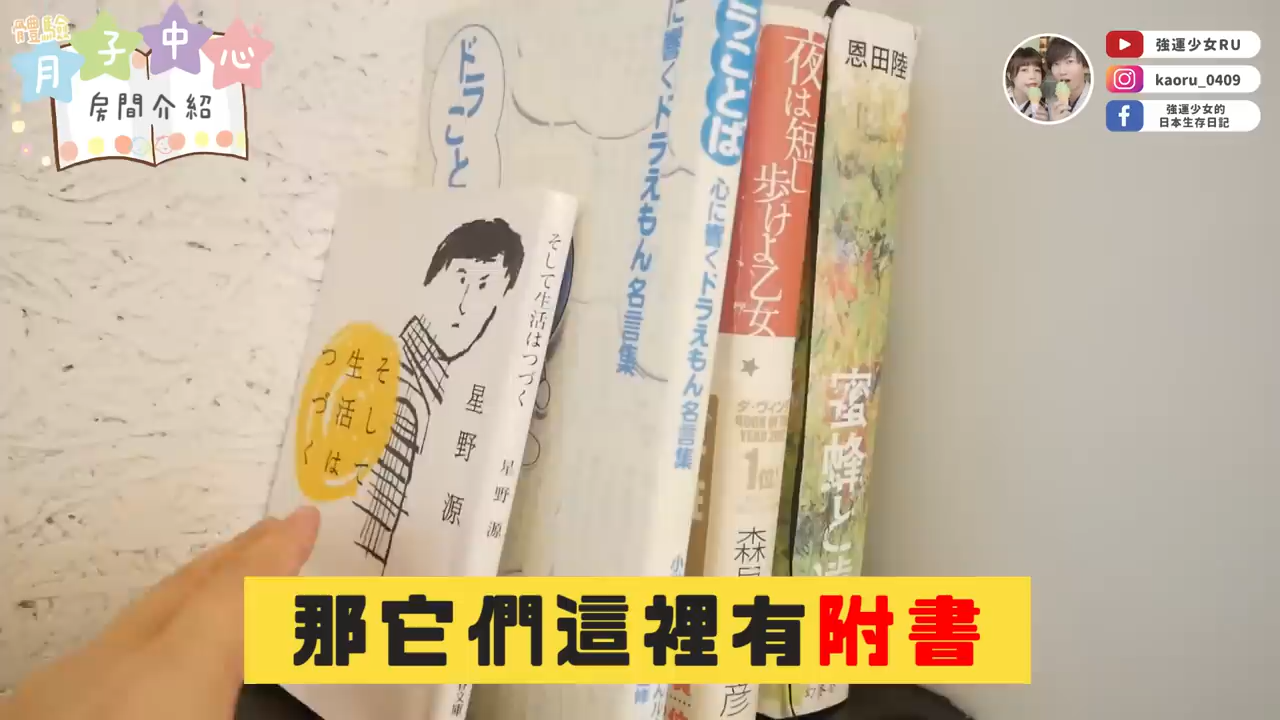 體驗
月子中心
房間介紹
強運少女RU
kaoru_0409
強運少女的
日本生存日記
ドラ
こと
そして生活はつづく
星野源
そして
生活は
つづく
星野源
心に響くドラえもん名言集
うことば
心に響くドラえもん名言集
夜は短し
歩けよ乙女
1位!
森
彦
恩田陸
蜜蜂と遠
那它們這裡有附書